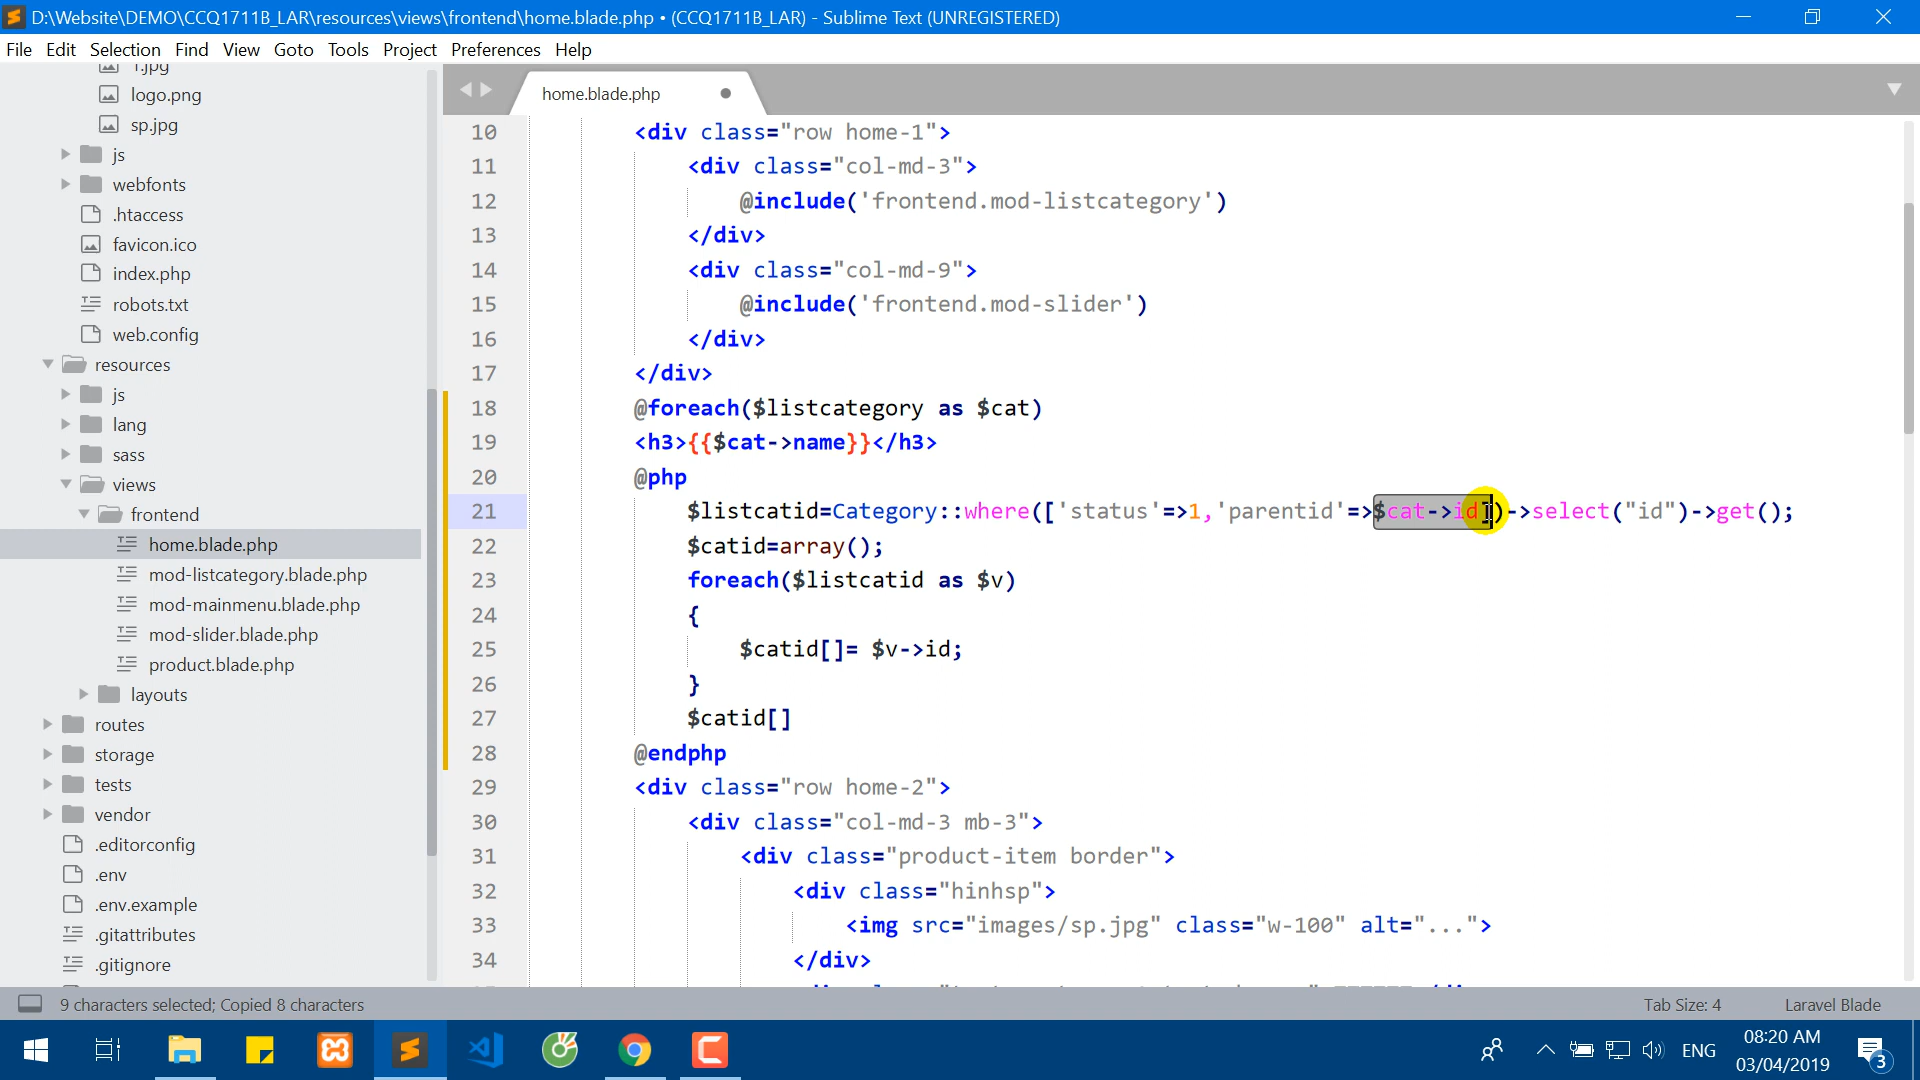 D:\Website\DEMO\CCQ1711B_LAR\resources\views\frontend\home.blade.php • (CCQ1711B_LAR) - Sublime Text (UNREGISTERED)
File Edit Selection Find View Goto Tools Project Preferences Help
1.jpg
logo.png
sp.jpg
js
webfonts
.htaccess
favicon.ico
index.php
robots.txt
web.config
resources
js
lang
sass
views
frontend
home.blade.php
mod-listcategory.blade.php
mod-mainmenu.blade.php
mod-slider.blade.php
product.blade.php
layouts
routes
storage
tests
vendor
.editorconfig
.env
.env.example
.gitattributes
.gitignore
home.blade.php
10 <div class="row home-1">
11 <div class="col-md-3">
12 @include('frontend.mod-listcategory')
13 </div>
14 <div class="col-md-9">
15 @include('frontend.mod-slider')
16 </div>
17 </div>
18 @foreach($listcategory as $cat)
19 <h3>{{$cat->name}}</h3>
20 @php
21 $listcatid=Category::where(['status'=>1,'parentid'=>$cat->id])->select("id")->get();
22 $catid=array();
23 foreach($listcatid as $v)
24 {
25 $catid[]= $v->id;
26 }
27 $catid[]
28 @endphp
29 <div class="row home-2">
30 <div class="col-md-3 mb-3">
31 <div class="product-item border">
32 <div class="hinhsp">
33 <img src="images/sp.jpg" class="w-100" alt="...">
34 </div>
9 characters selected; Copied 8 characters
Tab Size: 4
Laravel Blade
ENG
08:20 AM
03/04/2019
3